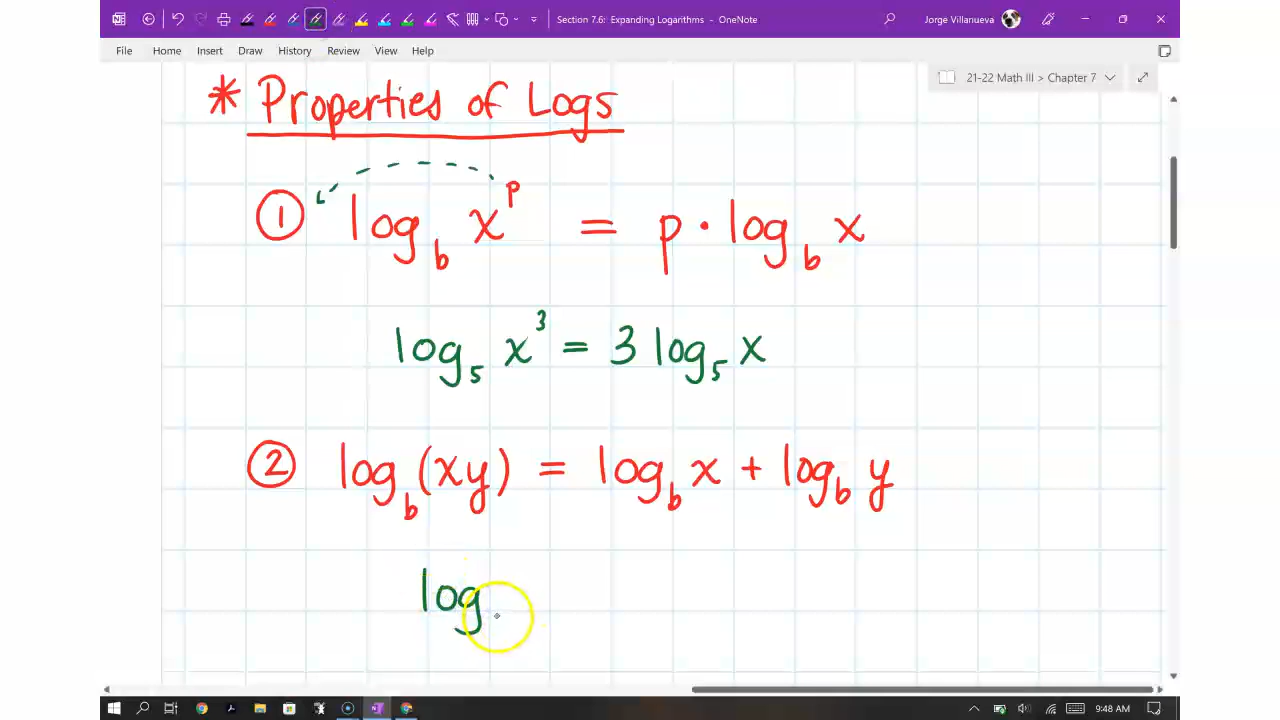 Section 7.6: Expanding Logarithms - OneNote
Jorge Villanueva
File Home Insert Draw History Review View Help
21-22 Math III > Chapter 7
* Properties of Logs
① log_b x^p = p · log_b x
log_5 x^3 = 3 log_5 x
② log_b (xy) = log_b x + log_b y
log
9:48 AM